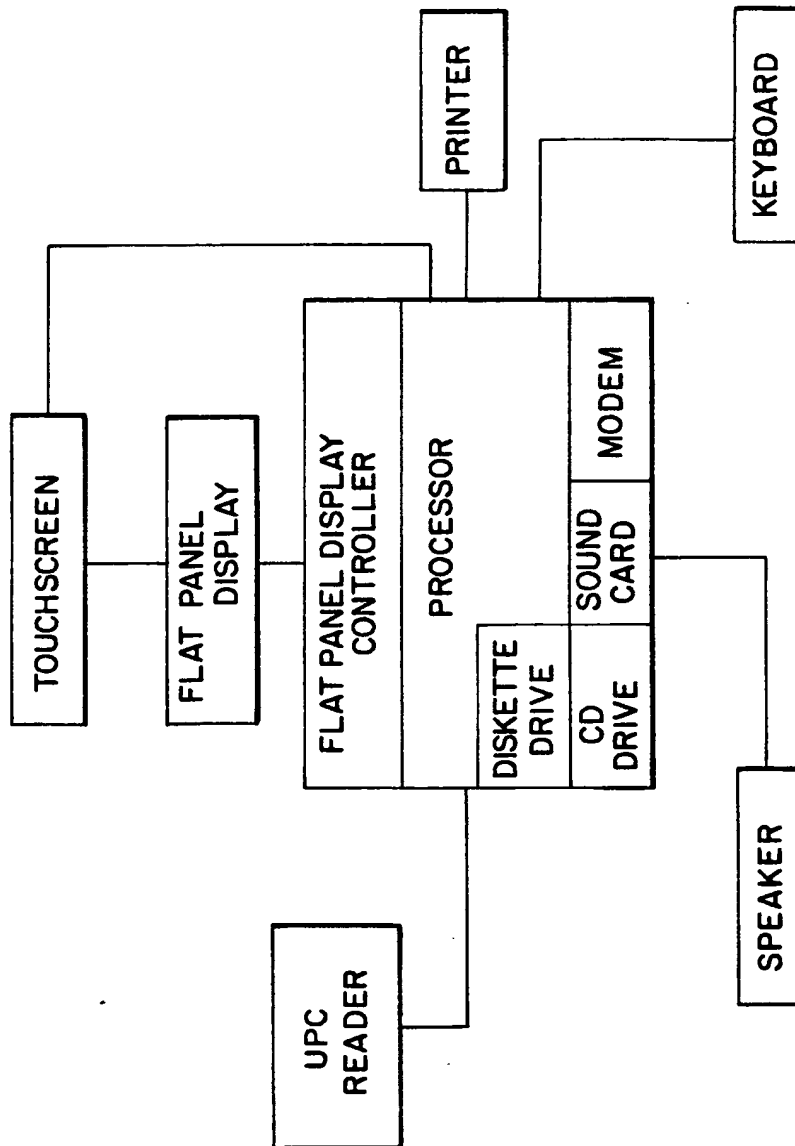 TOUCHSCREEN
FLAT PANEL
DISPLAY
UPC
READER
FLAT PANEL DISPLAY
CONTROLLER
PROCESSOR
DISKETTE
DRIVE
CD
DRIVE
SOUND
CARD
MODEM
PRINTER
SPEAKER
KEYBOARD